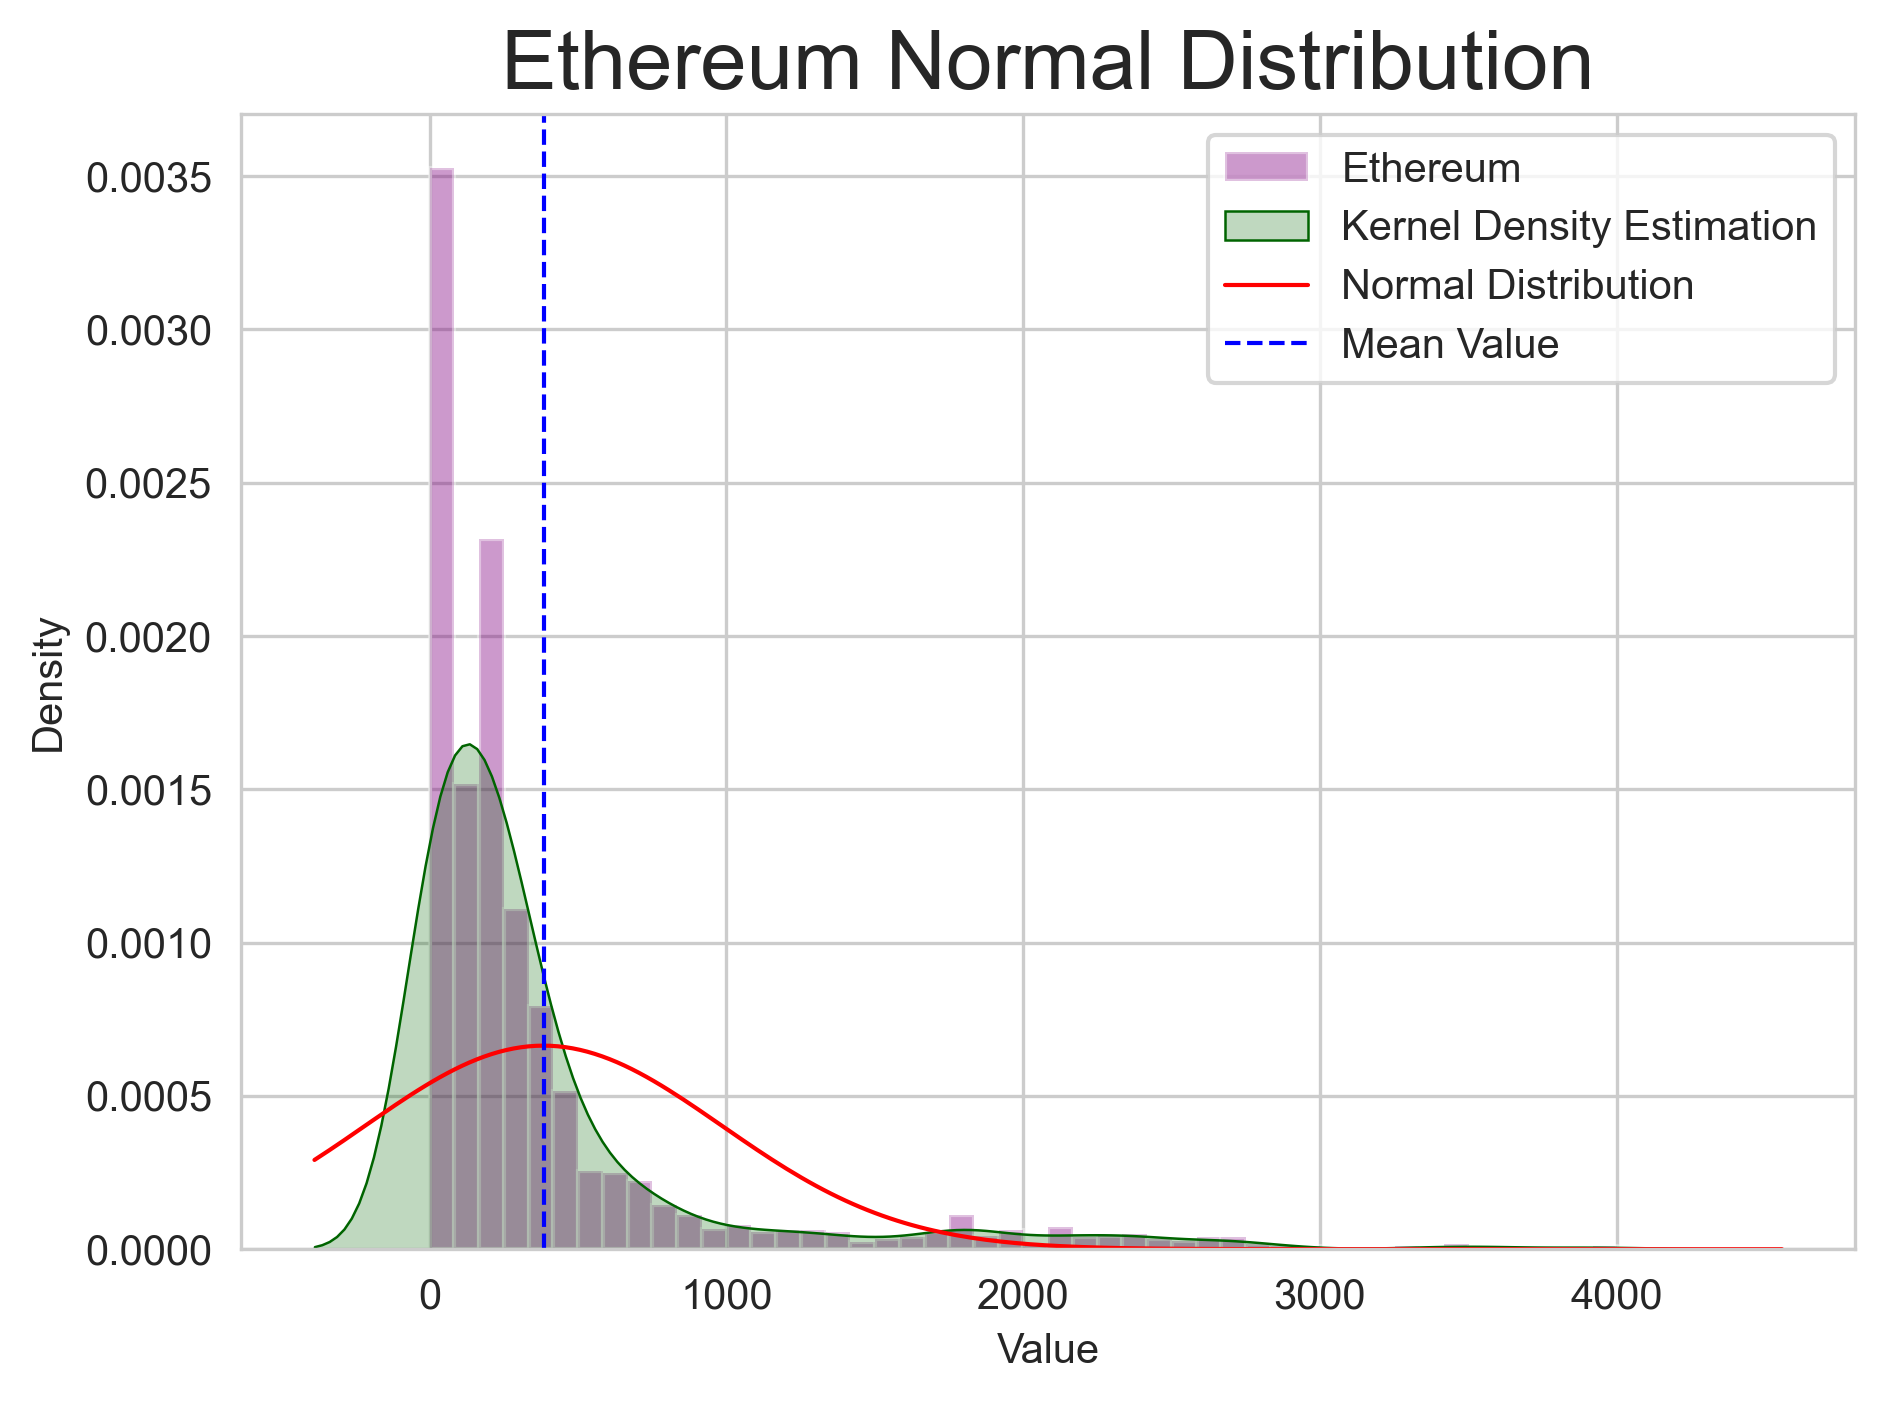 Ethereum Normal Distribution
Ethereum
Kernel Density Estimation
Normal Distribution
Mean Value
0.0035
0.0030
0.0025
0.0020
0.0015
0.0010
0.0005
0.0000
Density
0 1000 2000 3000 4000
Value